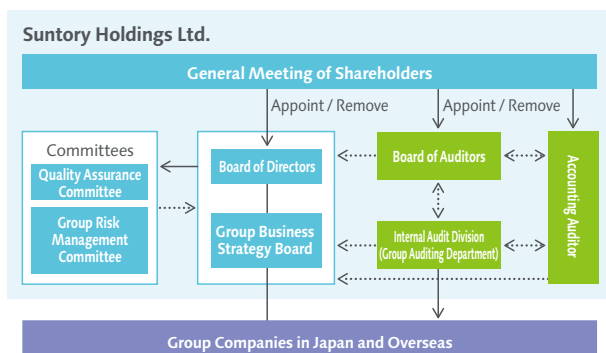 Suntory Holdings Ltd.
General Meeting of Shareholders
Appoint / Remove
Appoint / Remove
Committees
Quality Assurance
Committee
Group Risk
Management
Committee
Board of Directors
Group Business
Strategy Board
Board of Auditors
Internal Audit Division
(Group Auditing Department)
Accounting Auditor
Group Companies in Japan and Overseas